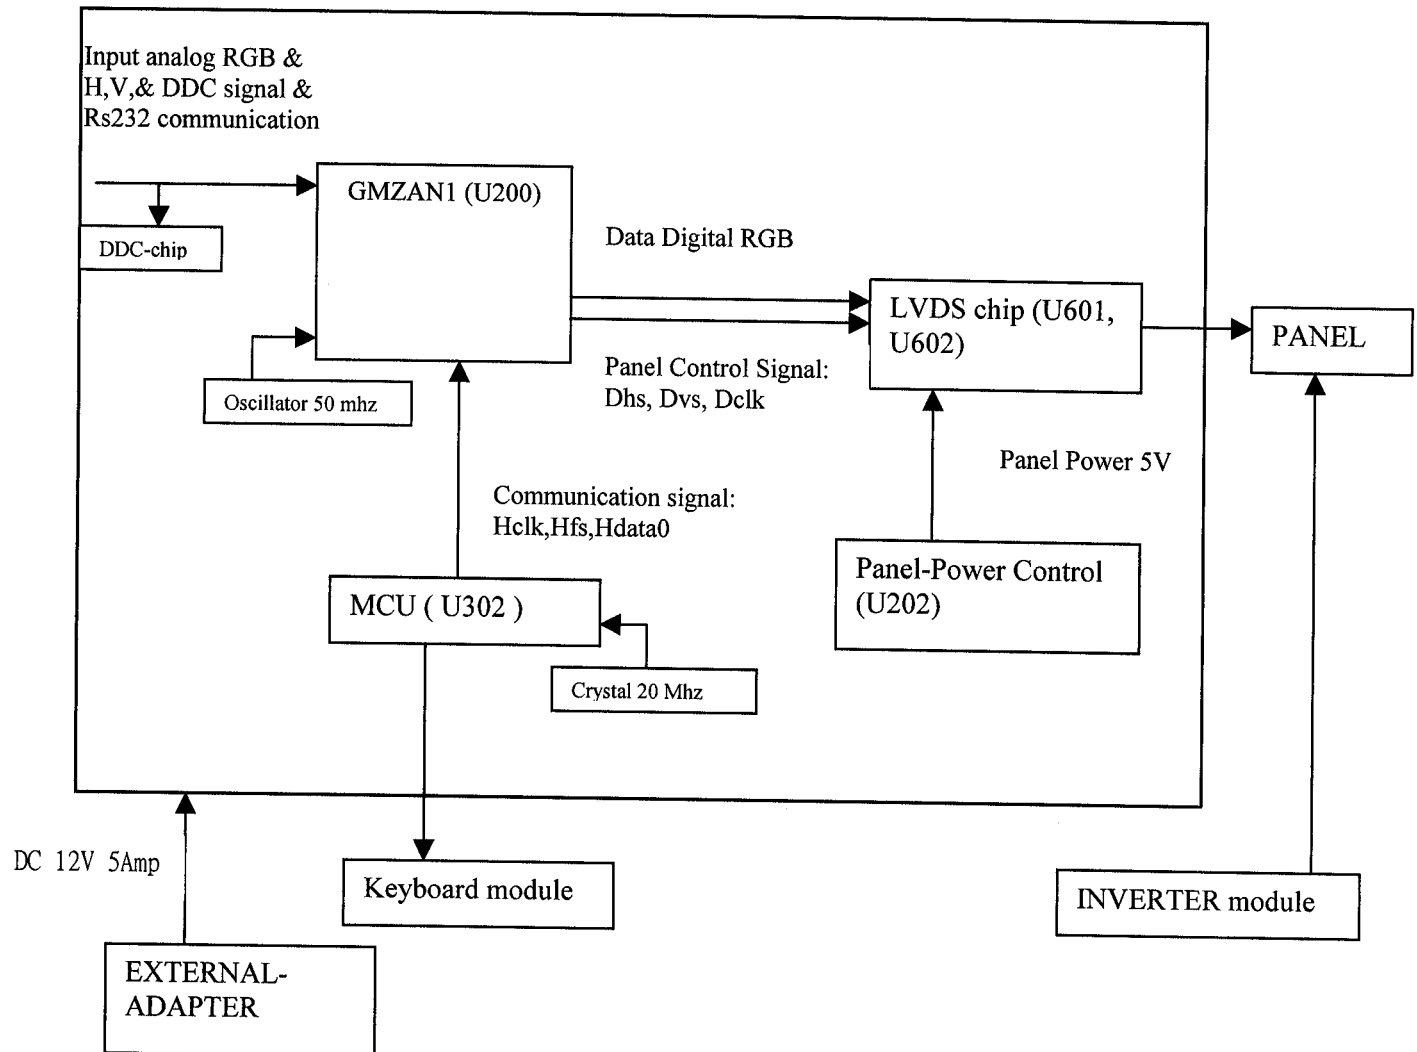 Input analog RGB &
H,V,& DDC signal &
Rs232 communication
GMZAN1 (U200)
DDC-chip
Data Digital RGB
LVDS chip (U601,
U602)
PANEL
Oscillator 50 mhz
Panel Control Signal:
Dhs, Dvs, Dclk
Panel Power 5V
Communication signal:
Hclk,Hfs,Hdata0
Panel-Power Control
(U202)
MCU ( U302 )
Crystal 20 Mhz
DC 12V 5Amp
Keyboard module
INVERTER module
EXTERNAL-
ADAPTER